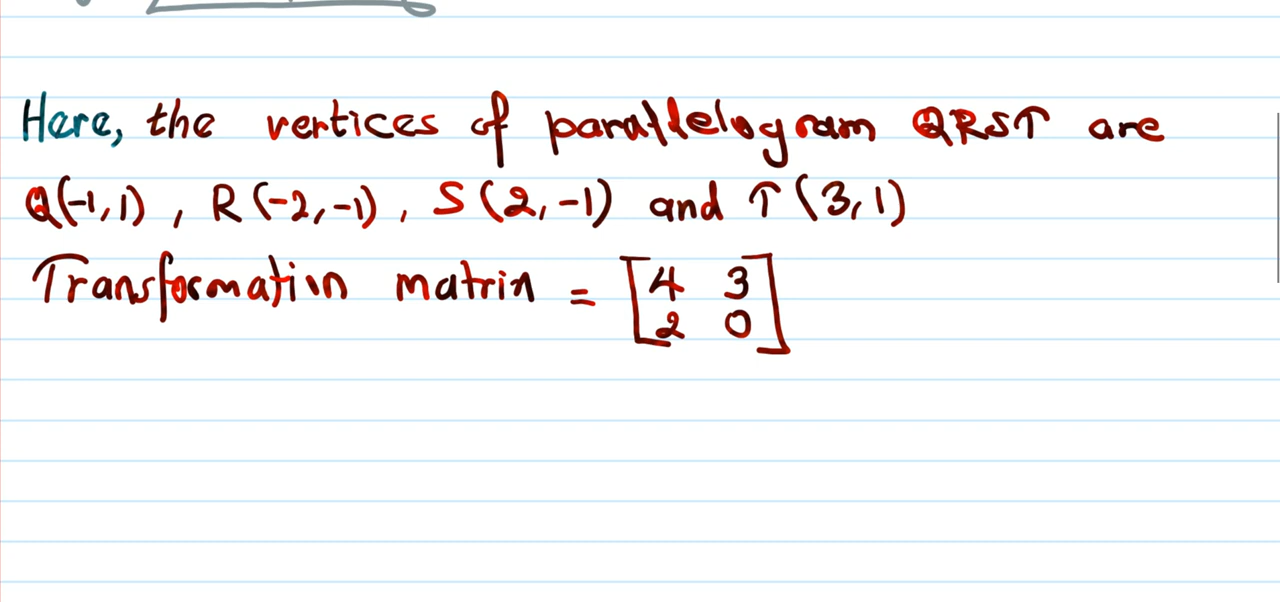 Here, the vertices of parallelogram QRST are
Q(-1,1), R(-2,-1), S(2,-1) and T(3,1)
Transformation matrix = [4 3
2 0]